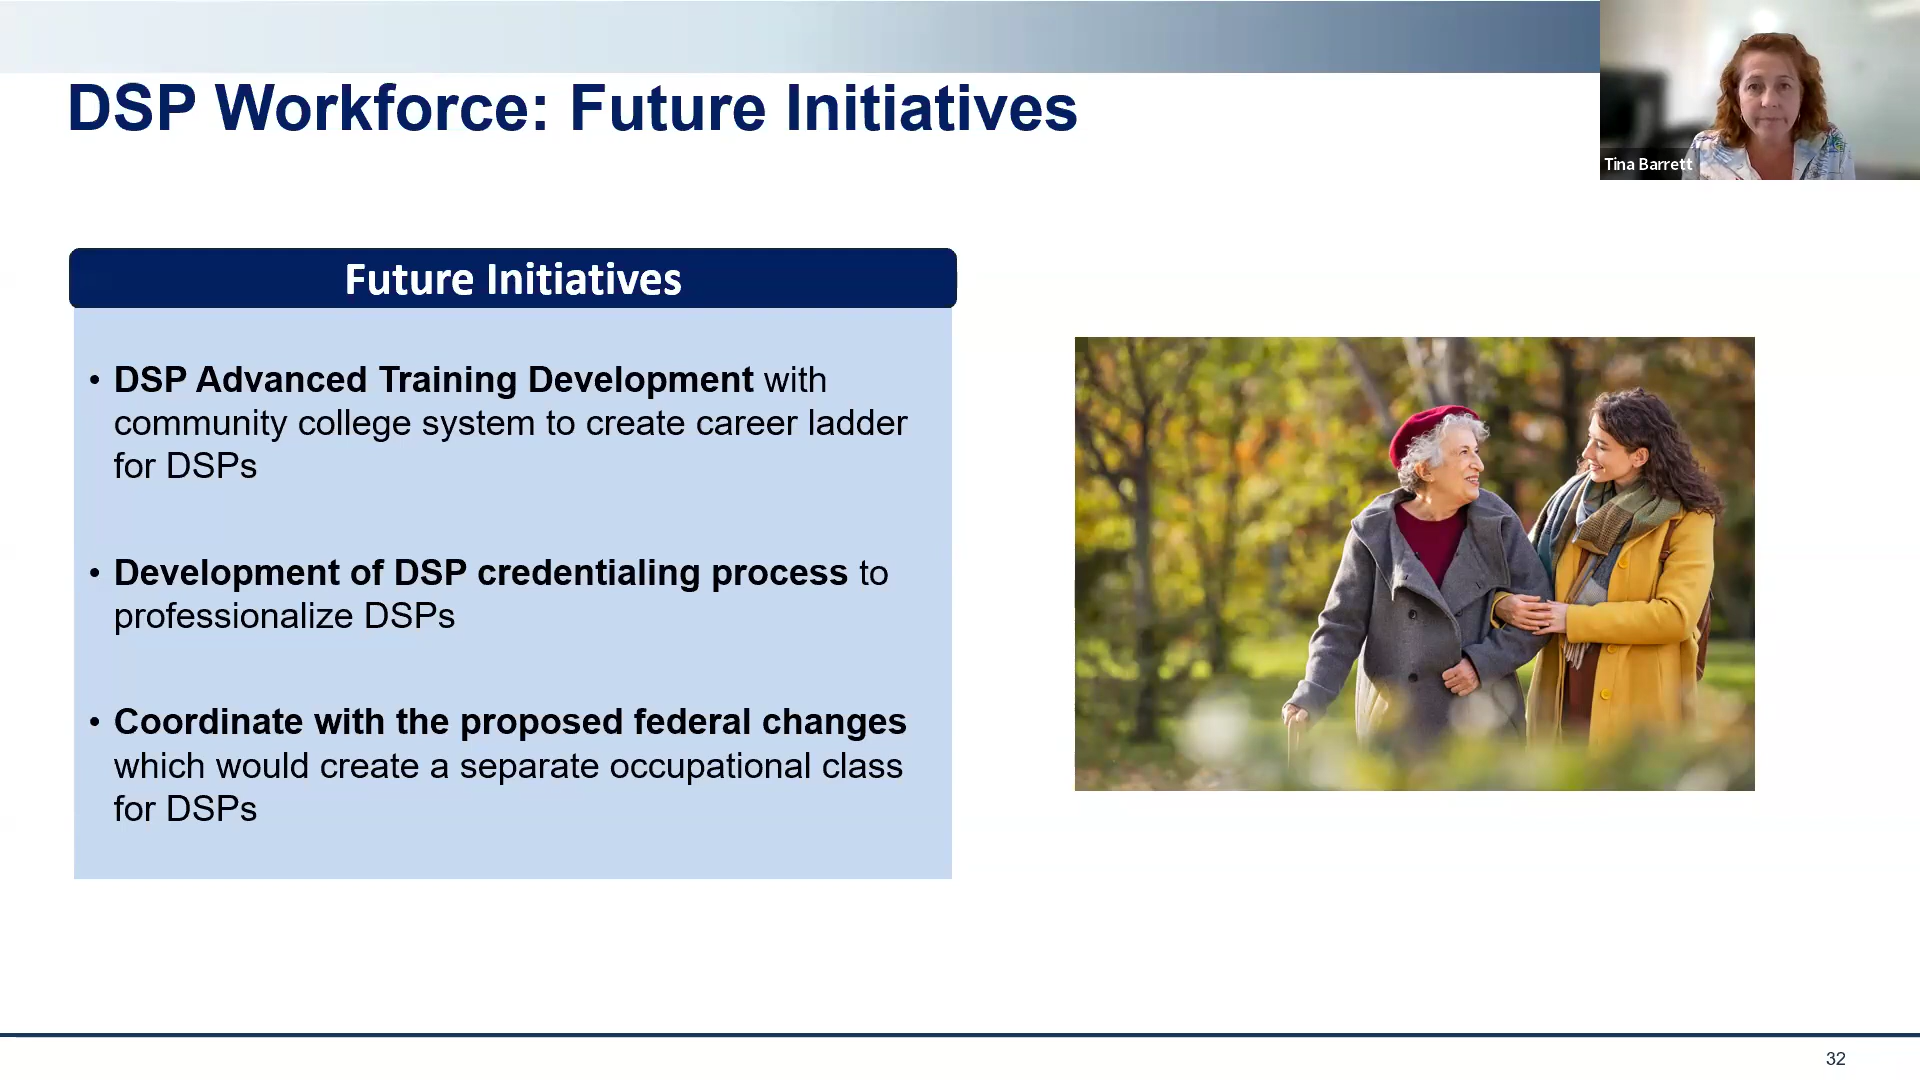 DSP Workforce: Future Initiatives
Tina Barrett
Future Initiatives
• DSP Advanced Training Development with
community college system to create career ladder
for DSPs
• Development of DSP credentialing process to
professionalize DSPs
• Coordinate with the proposed federal changes
which would create a separate occupational class
for DSPs
32